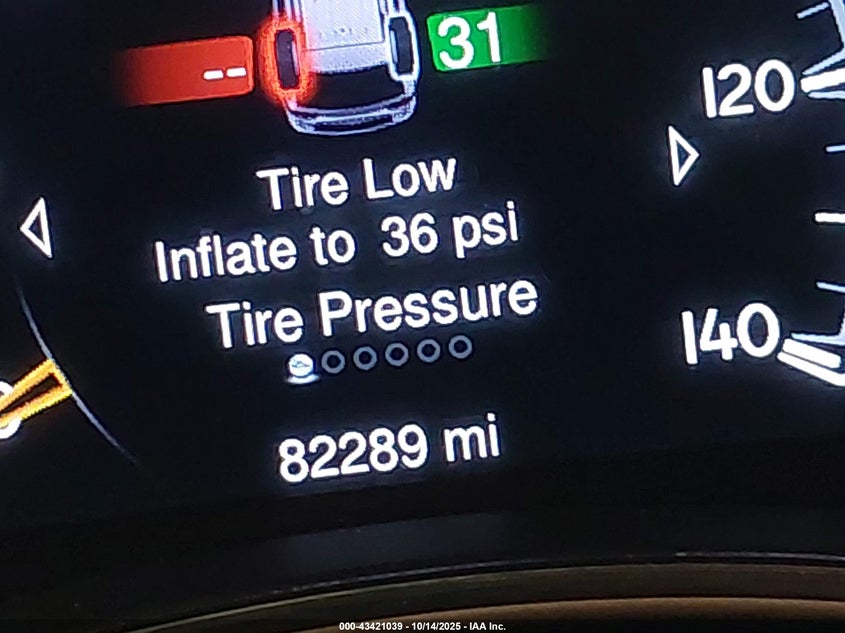 -- 31
120
Tire Low
Inflate to 36 psi
Tire Pressure
140
82289 mi
000-43421039 - 10/14/2025 - IAA Inc.